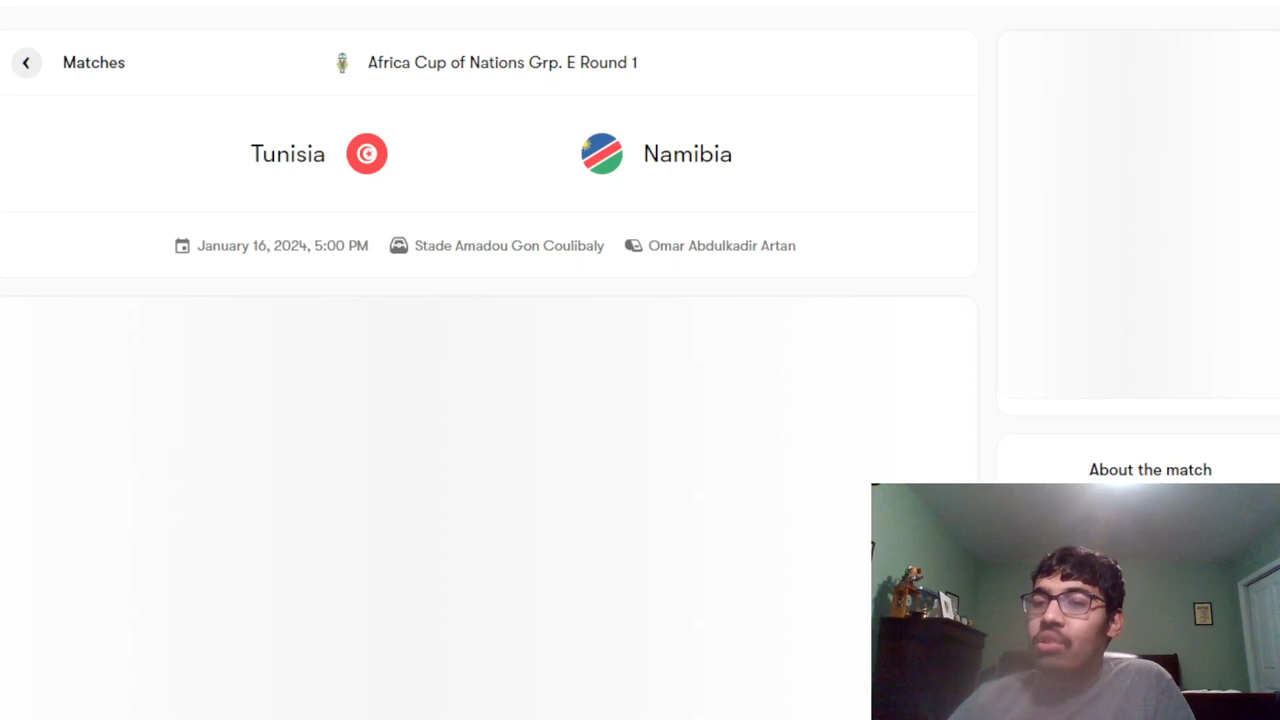 Matches
Africa Cup of Nations Grp. E Round 1
Tunisia
Namibia
January 16, 2024, 5:00 PM Stade Amadou Gon Coulibaly Omar Abdulkadir Artan
About the match